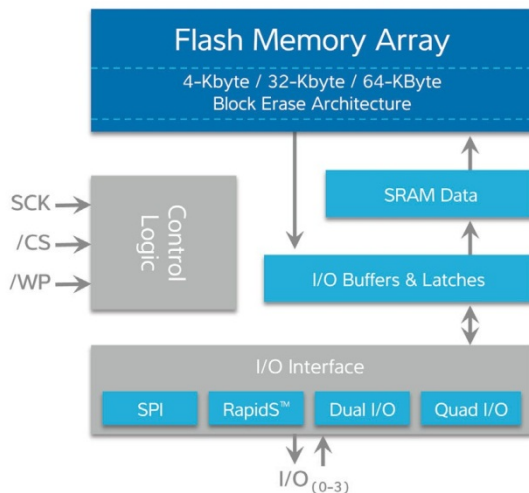 Flash Memory Array
4-Kbyte / 32-Kbyte / 64-KByte
Block Erase Architecture
SRAM Data
SCK
/CS
/WP
Control
Logic
I/O Buffers & Latches
I/O Interface
SPI
RapidS™
Dual I/O
Quad I/O
I/O(0-3)